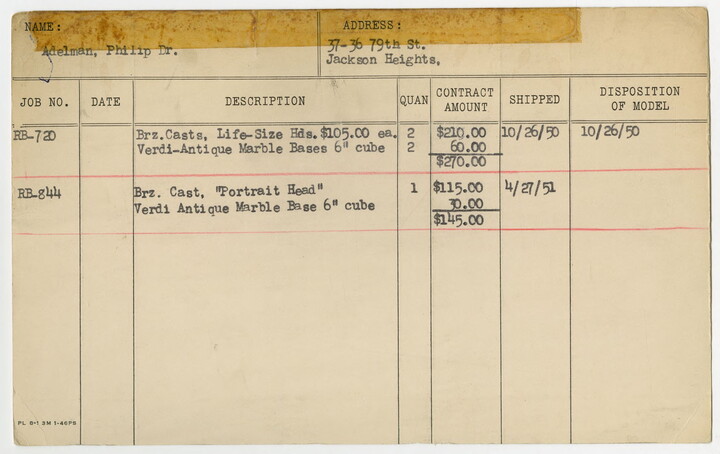 NAME: ADDRESS:
Adelman, Philip Dr. 37-36 79th St.
Jackson Heights,
JOB NO. DATE DESCRIPTION QUAN CONTRACT AMOUNT SHIPPED DISPOSITION OF MODEL
RB-720 Brz.Casts, Life-Size Hds.$105.00 ea. 2 $210.00 10/26/50 10/26/50
Verdi-Antique Marble Bases 6" cube 2 60.00
$270.00
RB-844 Brz. Cast, "Portrait Head" 1 $115.00 4/27/51
Verdi Antique Marble Base 6" cube 30.00
$145.00